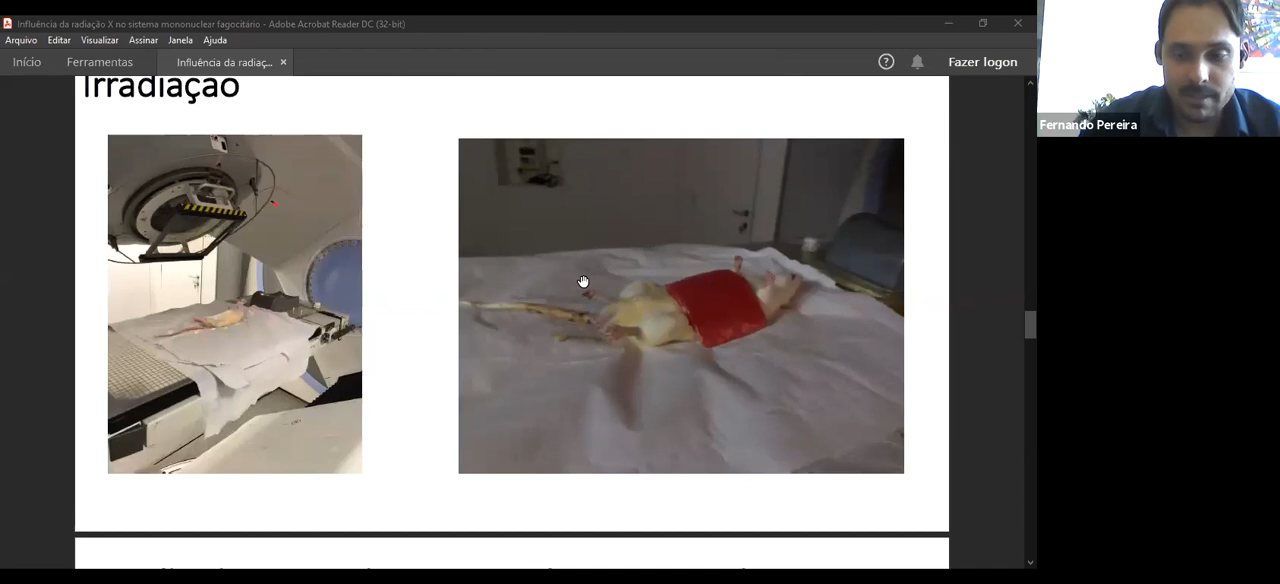 Influência da radiação X no sistema mononuclear fagocitário - Adobe Acrobat Reader DC (32-bit)
Arquivo Editar Visualizar Assinar Janela Ajuda
Início Ferramentas Influência da radiaç... × Fazer logon
Irradiação
Fernando Pereira